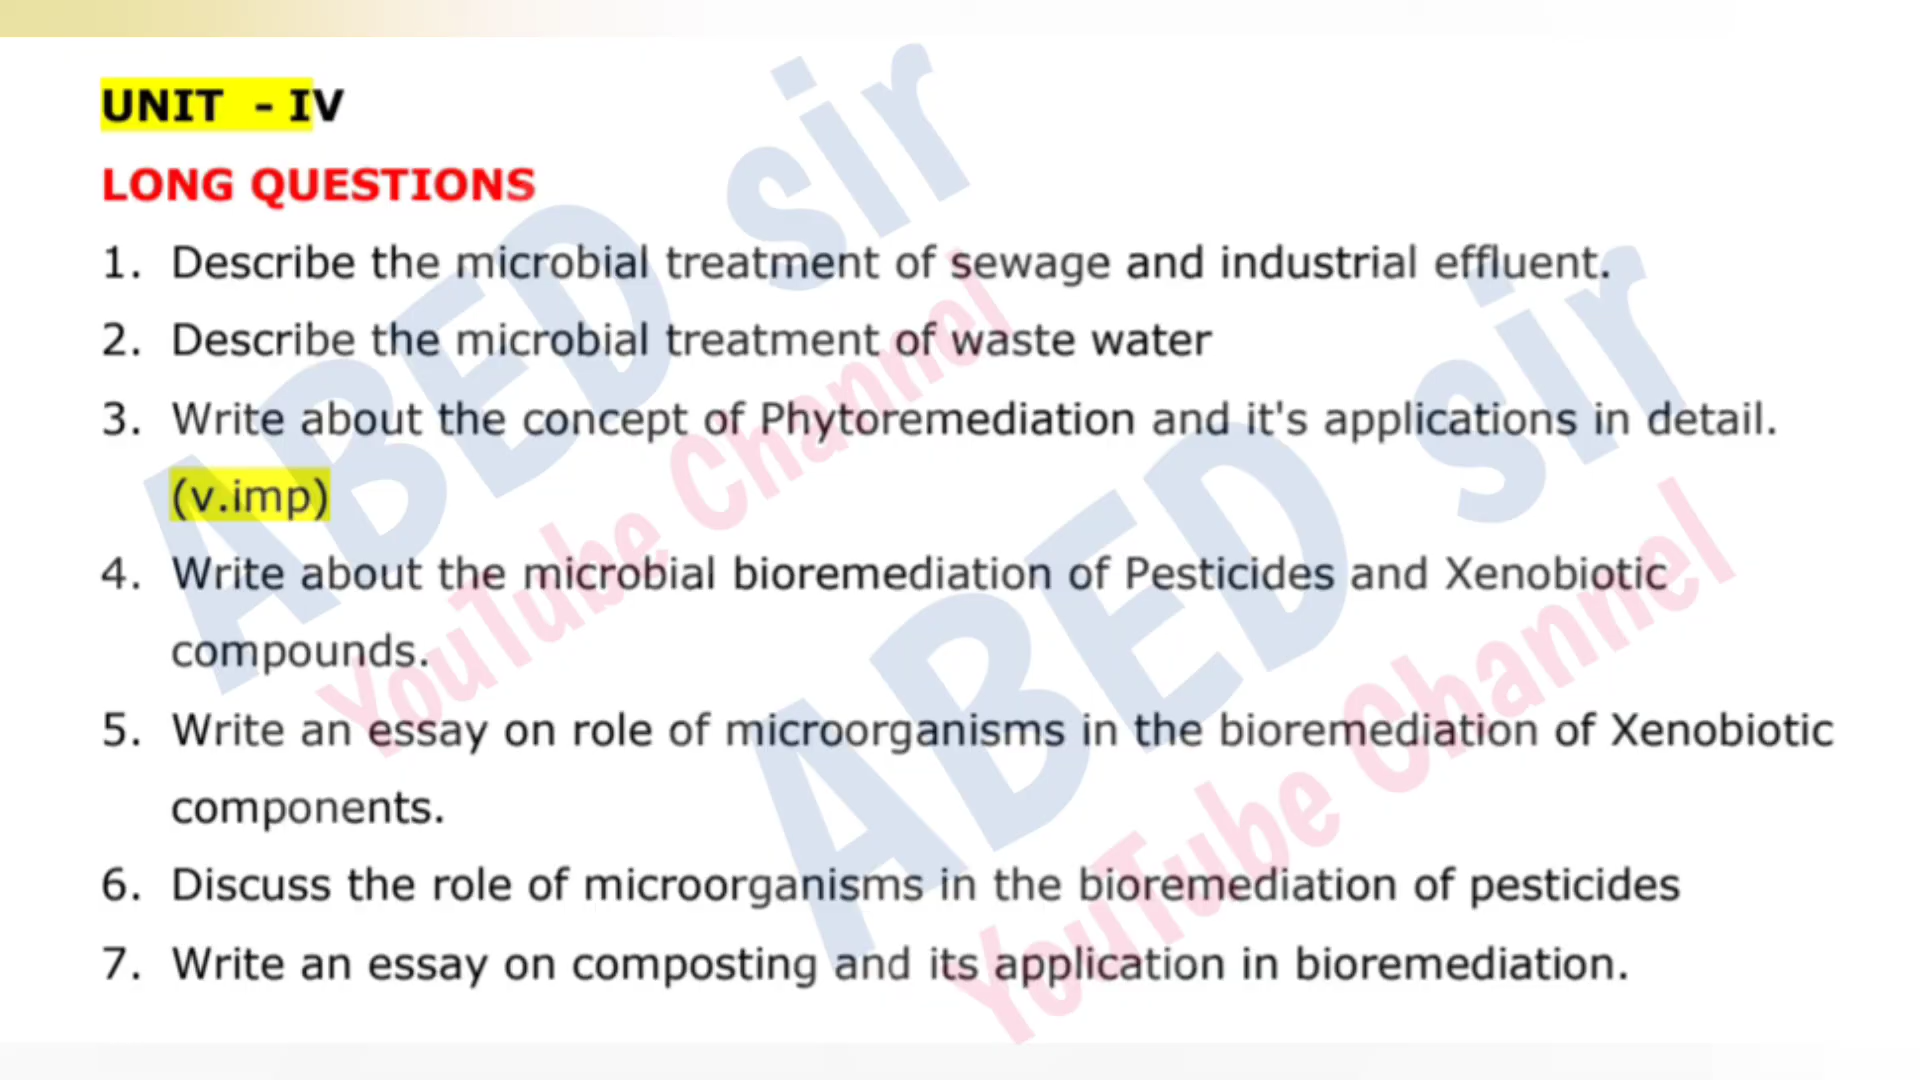 UNIT - IV
LONG QUESTIONS
1. Describe the microbial treatment of sewage and industrial effluent.
2. Describe the microbial treatment of waste water
3. Write about the concept of Phytoremediation and it's applications in detail.
(v.imp)
4. Write about the microbial bioremediation of Pesticides and Xenobiotic
compounds.
5. Write an essay on role of microorganisms in the bioremediation of Xenobiotic
components.
6. Discuss the role of microorganisms in the bioremediation of pesticides
7. Write an essay on composting and its application in bioremediation.
ABED sir
YouTube Channel
ABED sir
YouTube Channel